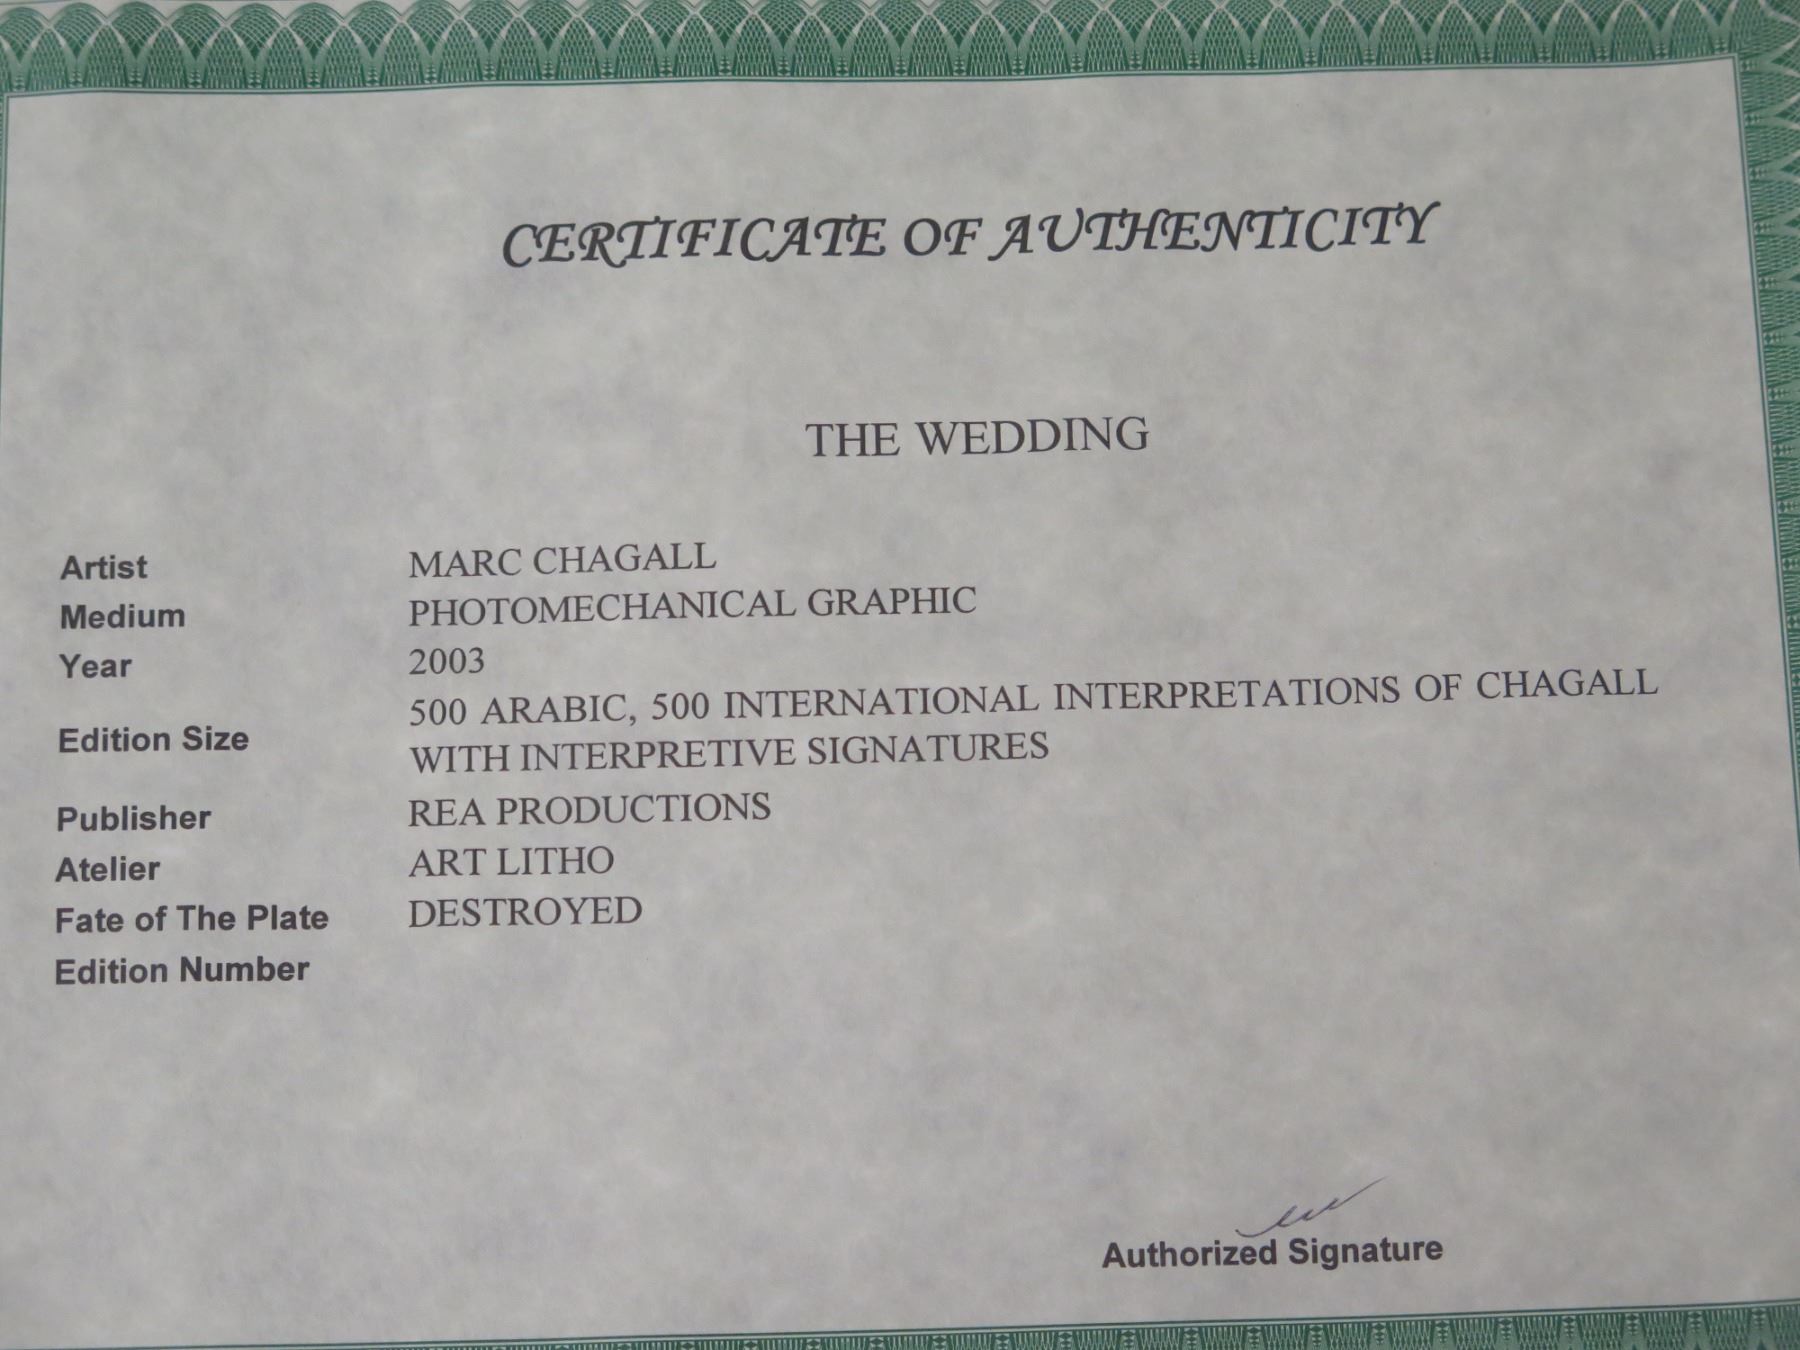 CERTIFICATE OF AUTHENTICITY
THE WEDDING
Artist MARC CHAGALL
Medium PHOTOMECHANICAL GRAPHIC
Year 2003
Edition Size 500 ARABIC, 500 INTERNATIONAL INTERPRETATIONS OF CHAGALL
WITH INTERPRETIVE SIGNATURES
Publisher REA PRODUCTIONS
Atelier ART LITHO
Fate of The Plate DESTROYED
Edition Number
Authorized Signature